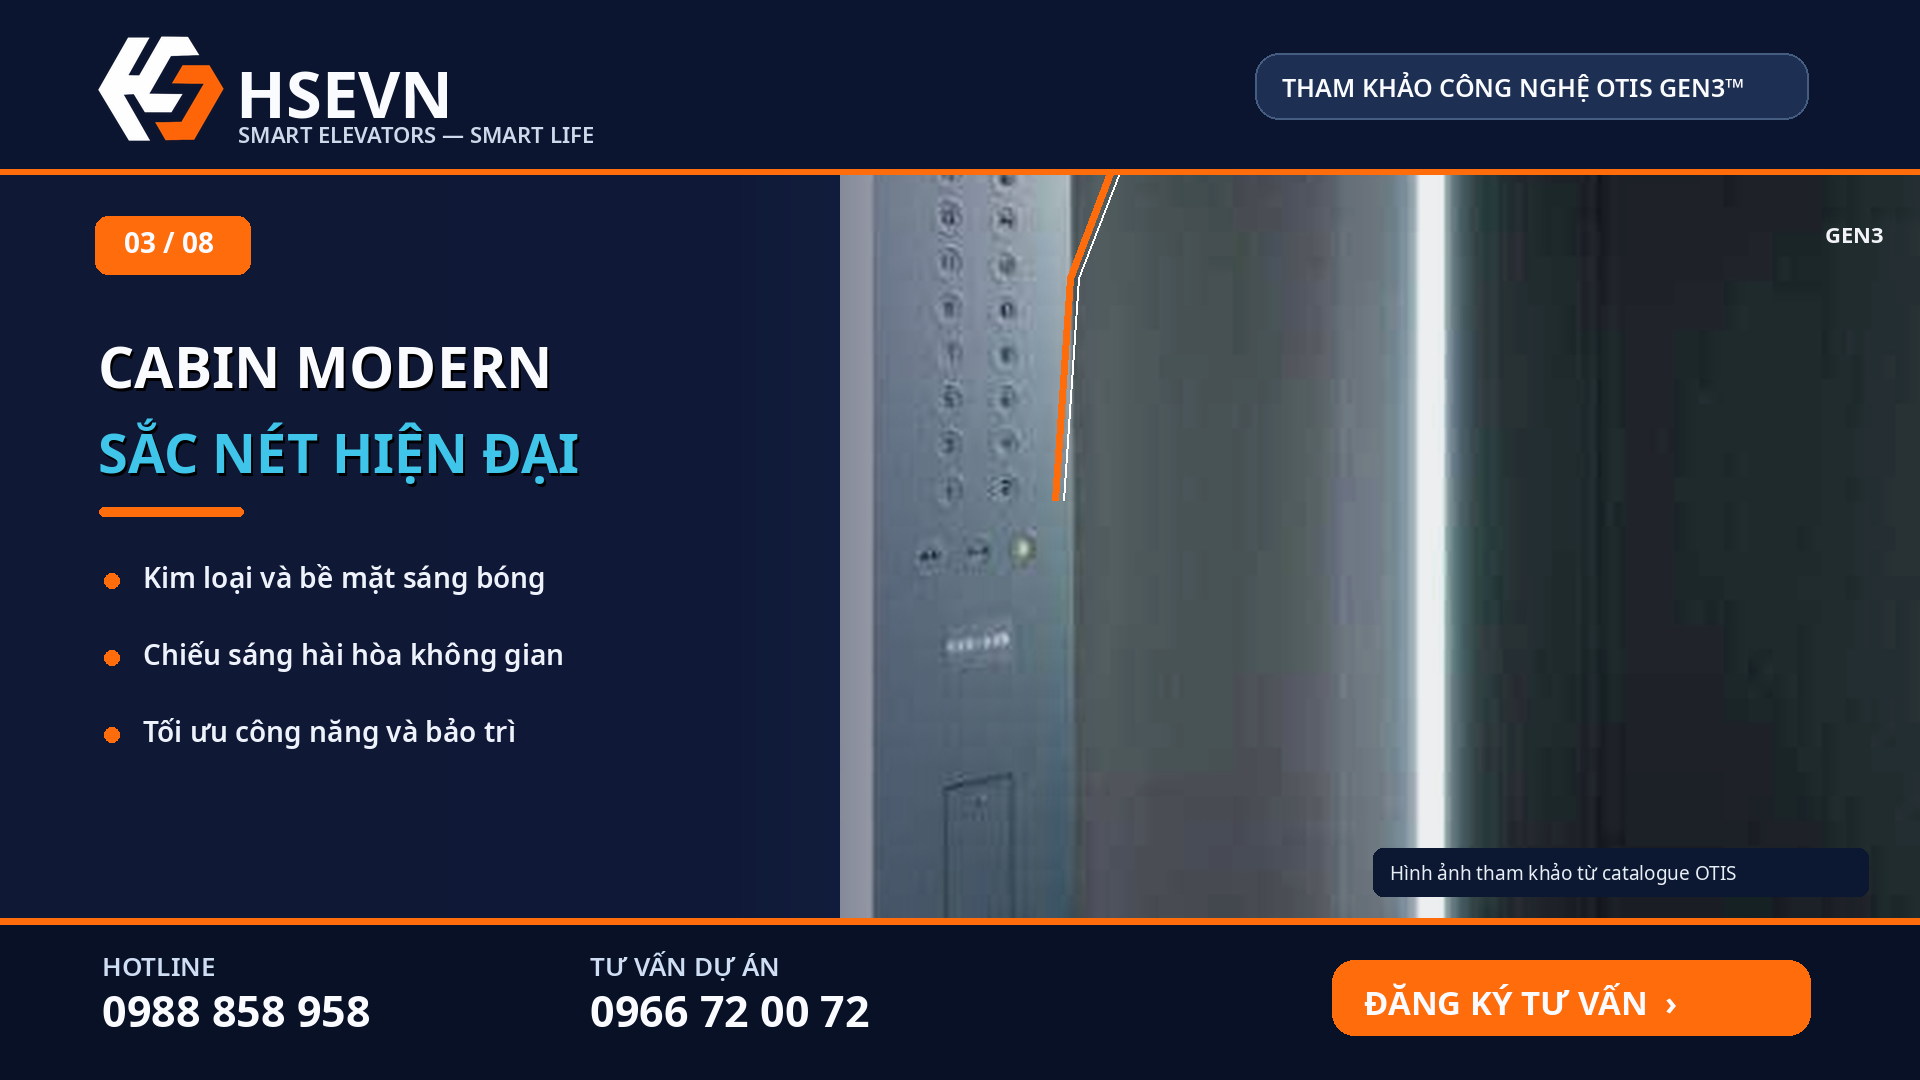 HSEVN
SMART ELEVATORS — SMART LIFE
THAM KHẢO CÔNG NGHỆ OTIS GEN3™
03 / 08
GEN3
CABIN MODERN
SẮC NÉT HIỆN ĐẠI
Kim loại và bề mặt sáng bóng
Chiếu sáng hài hòa không gian
Tối ưu công năng và bảo trì
Hình ảnh tham khảo từ catalogue OTIS
HOTLINE
0988 858 958
TƯ VẤN DỰ ÁN
0966 72 00 72
ĐĂNG KÝ TƯ VẤN ›